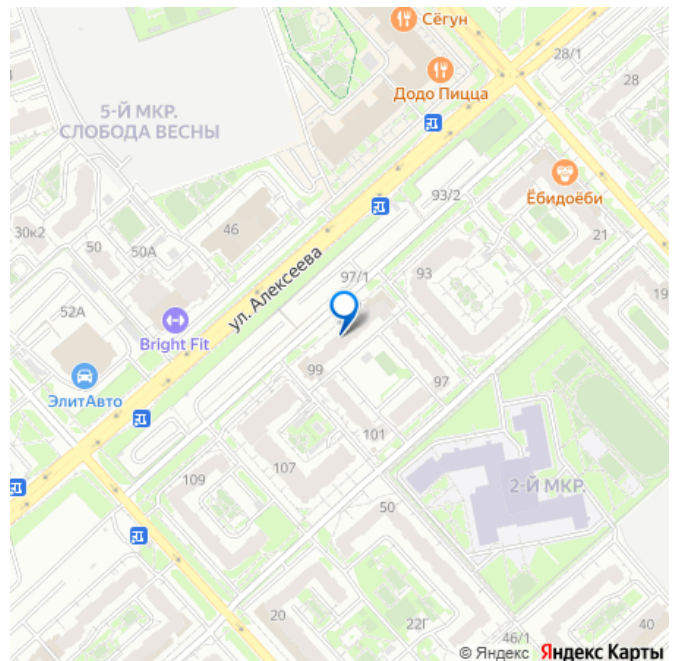 Сёгун
28/1
28
Додо Пицца
5-Й МКР.
СЛОБОДА ВЕСНЫ
93/2
Ёбидоёби
46
21
30к2
50
50А
ул. Алексеева
97/1
93
19
52А
Bright Fit
99
97
ЭлитАвто
101
109
107
2-Й МКР.
50
20
22Г
46/1
40
© Яндекс Яндекс Карты